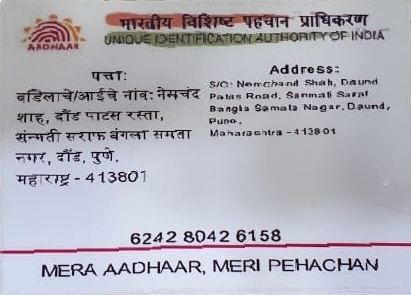 AADHAAR
भारतीय विशिष्ट पहचान प्राधिकरण
UNIQUE IDENTIFICATION AUTHORITY OF INDIA
पत्ता:
वडिलाचे/आईचे नांव: नेमचंद
शाह, दौंड पाटस रस्ता,
संन्मती सराफ बंगला समता
नगर, दौंड, पुणे.
महाराष्ट्र - 413801
Address:
S/O: Nemchand Shah, Daund
Patas Road, Sanmati Saraf
Bangla Samata Nagar, Daund,
Pune,
Maharashtra - 413801
6242 8042 6158
MERA AADHAAR, MERI PEHACHAN